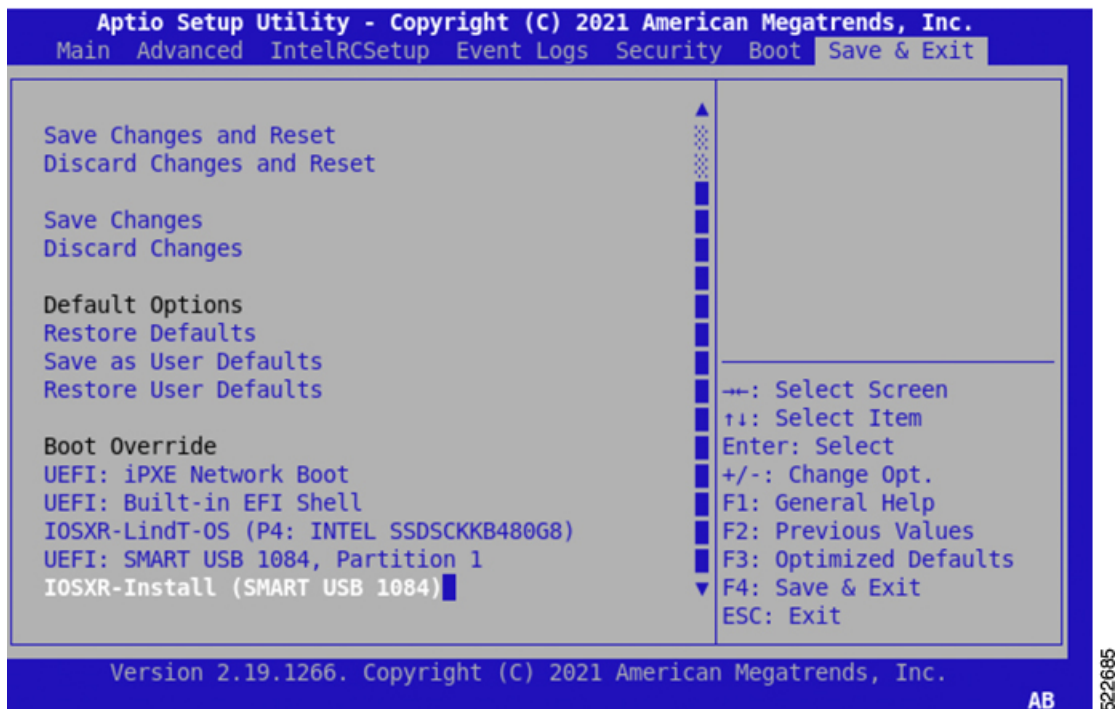 Aptio Setup Utility - Copyright (C) 2021 American Megatrends, Inc.
Main Advanced IntelRCSetup Event Logs Security Boot Save & Exit
Save Changes and Reset
Discard Changes and Reset
Save Changes
Discard Changes
Default Options
Restore Defaults
Save as User Defaults
Restore User Defaults
Boot Override
UEFI: iPXE Network Boot
UEFI: Built-in EFI Shell
IOSXR-LindT-OS (P4: INTEL SSDSCKKB480G8)
UEFI: SMART USB 1084, Partition 1
IOSXR-Install (SMART USB 1084)
→←: Select Screen
↑↓: Select Item
Enter: Select
+/-: Change Opt.
F1: General Help
F2: Previous Values
F3: Optimized Defaults
F4: Save & Exit
ESC: Exit
Version 2.19.1266. Copyright (C) 2021 American Megatrends, Inc.
AB
522685